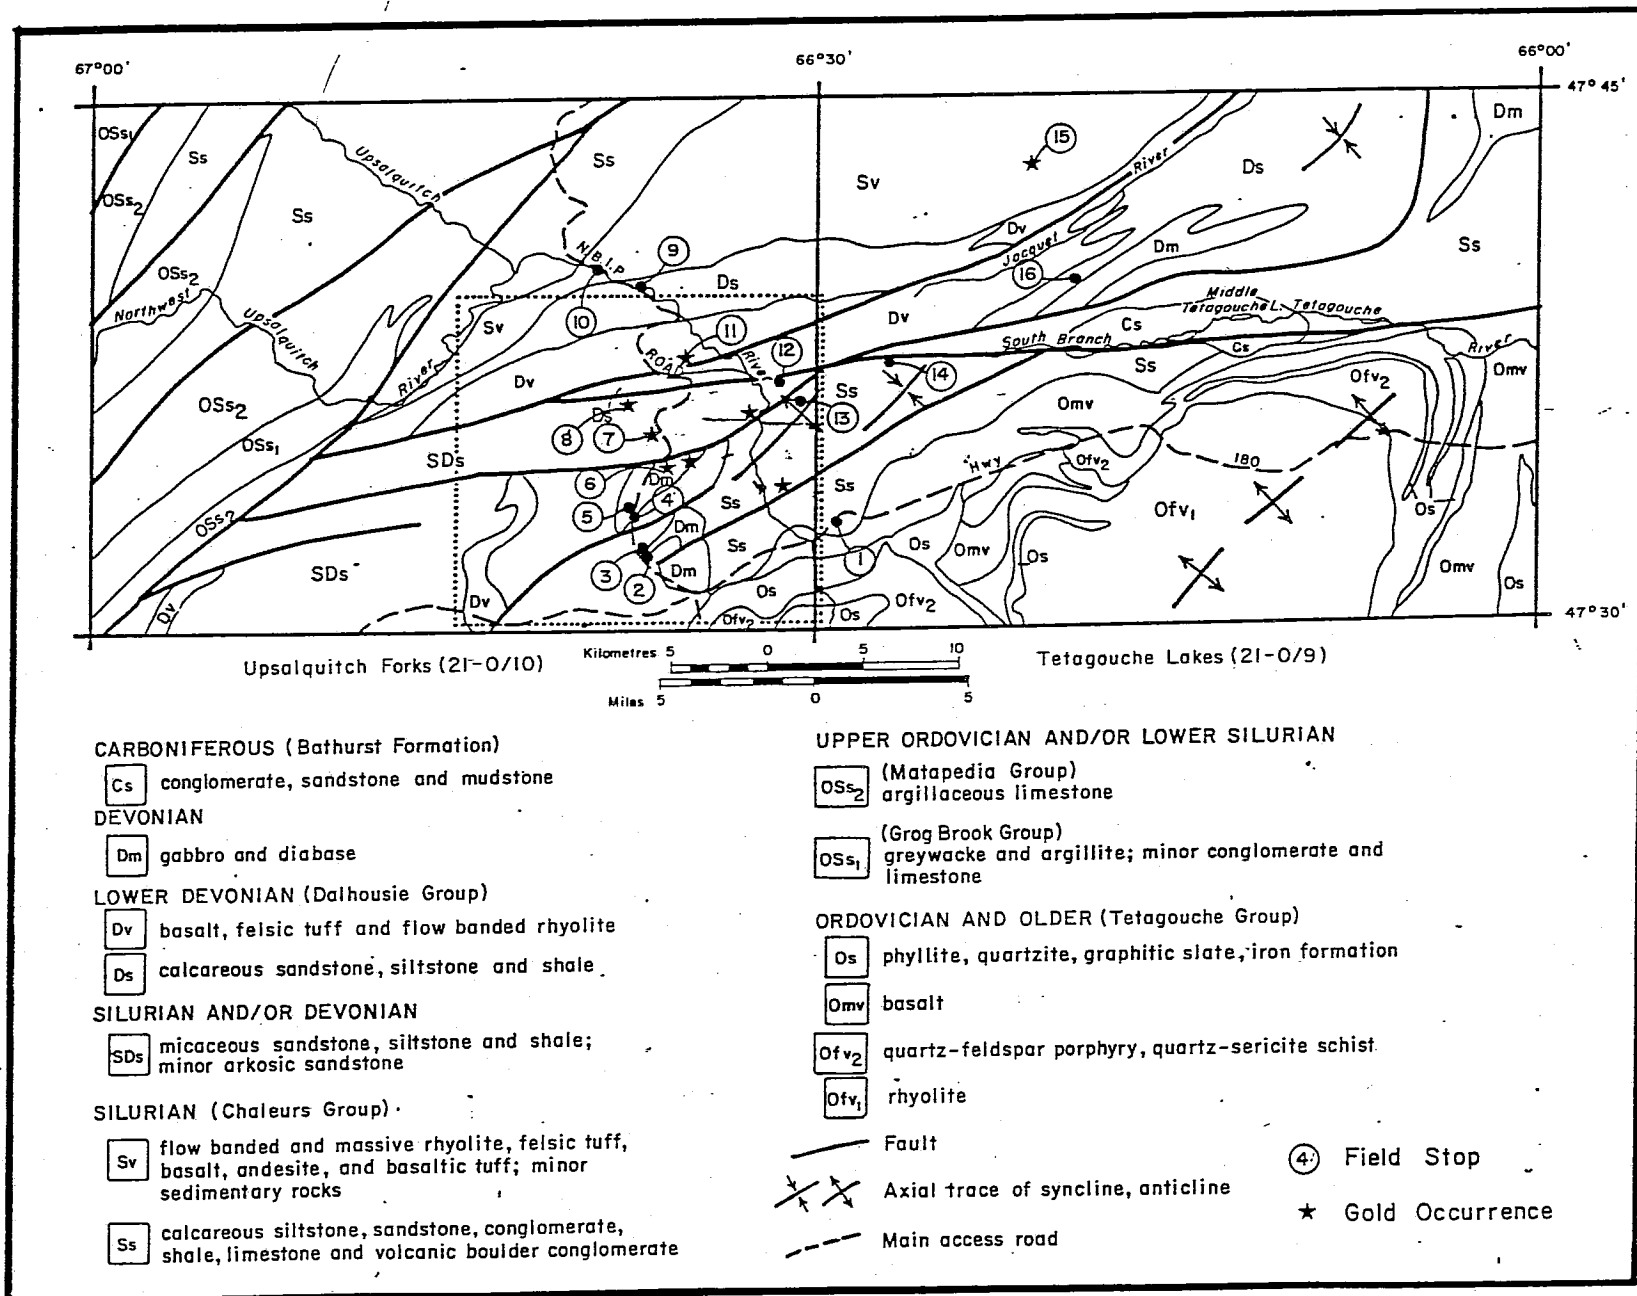 67°00'
66°30'
66°00'
47°45'
OSs1
Ss
Upsalquitch
Ss
Sv
15
River
Ds
Dm
OSs2
Ss
Dv
Jacquet
Dm
Ss
N.B.I.P
9
OSs2
Ds
16
Northwest
Upsalquitch
Sv
10
11
Dv
Cs
Middle
Tetagouche L. Tetagouche
South Branch
Cs
River
ROAD
River
12
River
Dv
Ss
14
Ss
Omv
OSs2
Ds
Ofv2
OSs1
8
7
13
Omv
SDs
180
Hwy
Ofv2
6
Dm
4
Ss
Ss
5
OSs2
Dm
Ofv1
Os
Ss
Os
Omv
Os
SDs
3
Dm
1
Omv
2
Os
Os
Dv
Dv
Ofv2
Os
Ofv2
47°30'
Upsalquitch Forks (21-O/10)
Kilometres 5 0 5 10
Miles 5 0 5
Tetagouche Lakes (21-O/9)
CARBONIFEROUS (Bathurst Formation)
Cs conglomerate, sandstone and mudstone
DEVONIAN
Dm gabbro and diabase
LOWER DEVONIAN (Dalhousie Group)
Dv basalt, felsic tuff and flow banded rhyolite
Ds calcareous sandstone, siltstone and shale
SILURIAN AND/OR DEVONIAN
SDs micaceous sandstone, siltstone and shale;
minor arkosic sandstone
SILURIAN (Chaleurs Group)
Sv flow banded and massive rhyolite, felsic tuff,
basalt, andesite, and basaltic tuff; minor
sedimentary rocks
Ss calcareous siltstone, sandstone, conglomerate,
shale, limestone and volcanic boulder conglomerate
UPPER ORDOVICIAN AND/OR LOWER SILURIAN
OSs2 (Matapedia Group)
argillaceous limestone
(Grog Brook Group)
OSs1 greywacke and argillite; minor conglomerate and
limestone
ORDOVICIAN AND OLDER (Tetagouche Group)
Os phyllite, quartzite, graphitic slate, iron formation
Omv basalt
Ofv2 quartz-feldspar porphyry, quartz-sericite schist
Ofv1 rhyolite
Fault
Axial trace of syncline, anticline
Main access road
4 Field Stop
Gold Occurrence